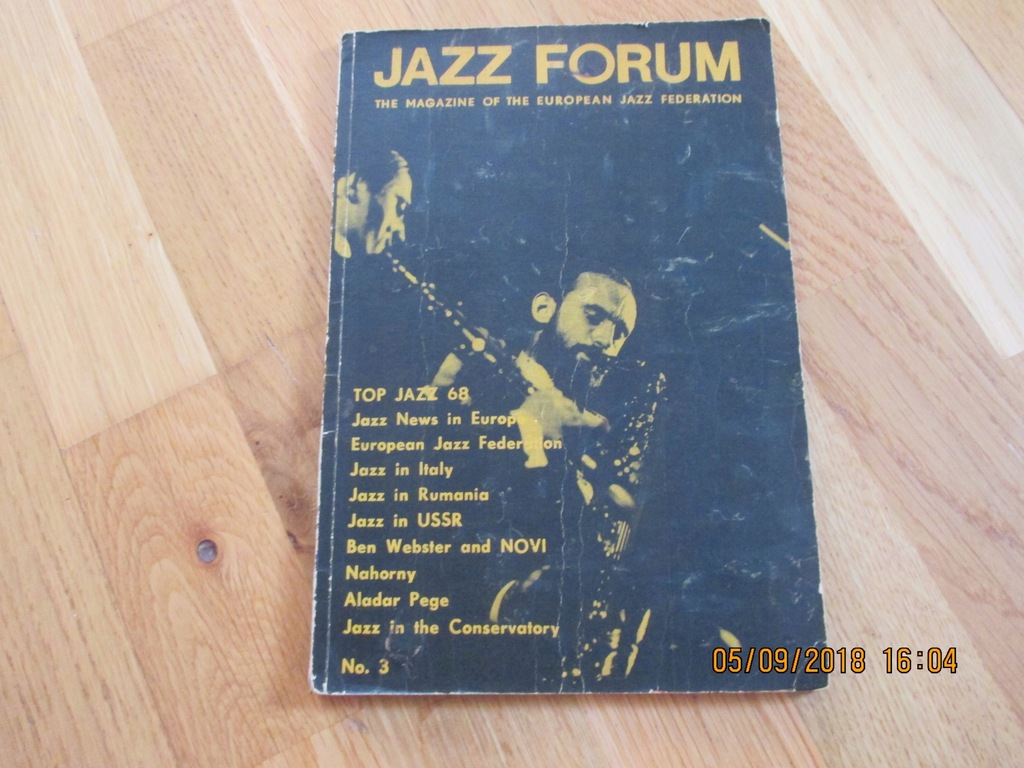 JAZZ FORUM
THE MAGAZINE OF THE EUROPEAN JAZZ FEDERATION
TOP JAZZ 68
Jazz News in Europe
European Jazz Federation
Jazz in Italy
Jazz in Rumania
Jazz in USSR
Ben Webster and NOVI
Nahorny
Aladar Pege
Jazz in the Conservatory
No. 3
05/09/2018 16:04